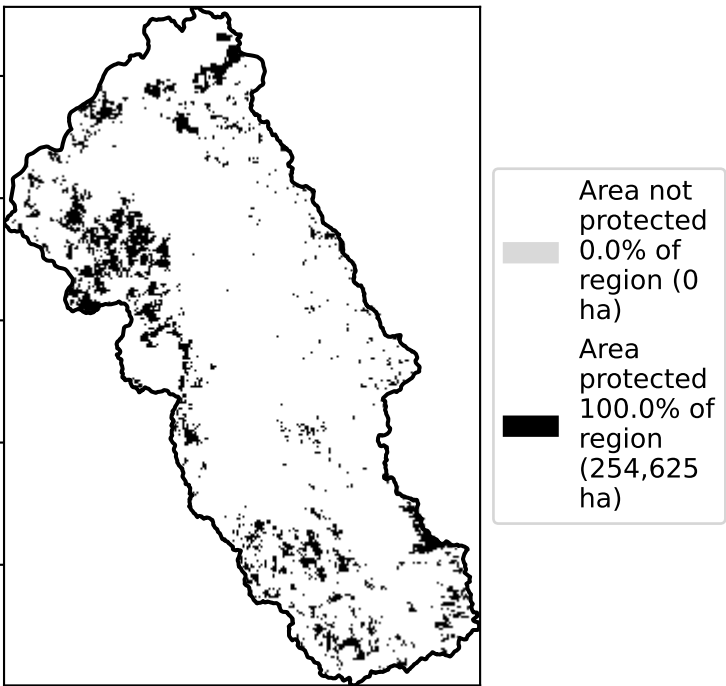 Area not
protected
0.0% of
region (0
ha)
Area
protected
100.0% of
region
(254,625
ha)